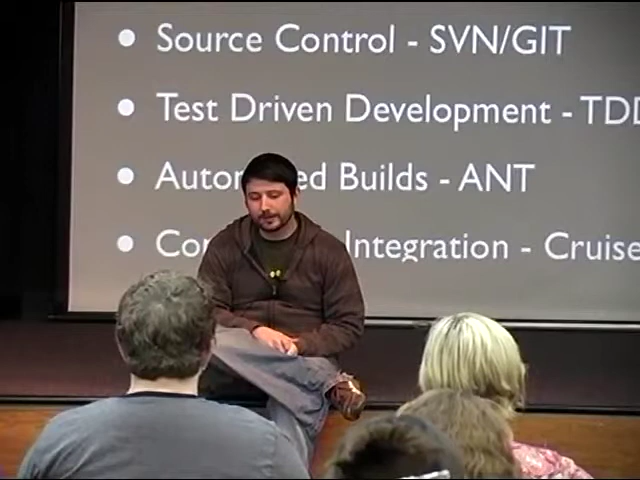 • Source Control - SVN/GIT
• Test Driven Development - TDD
• Builds - ANT
• Integration - Cruise